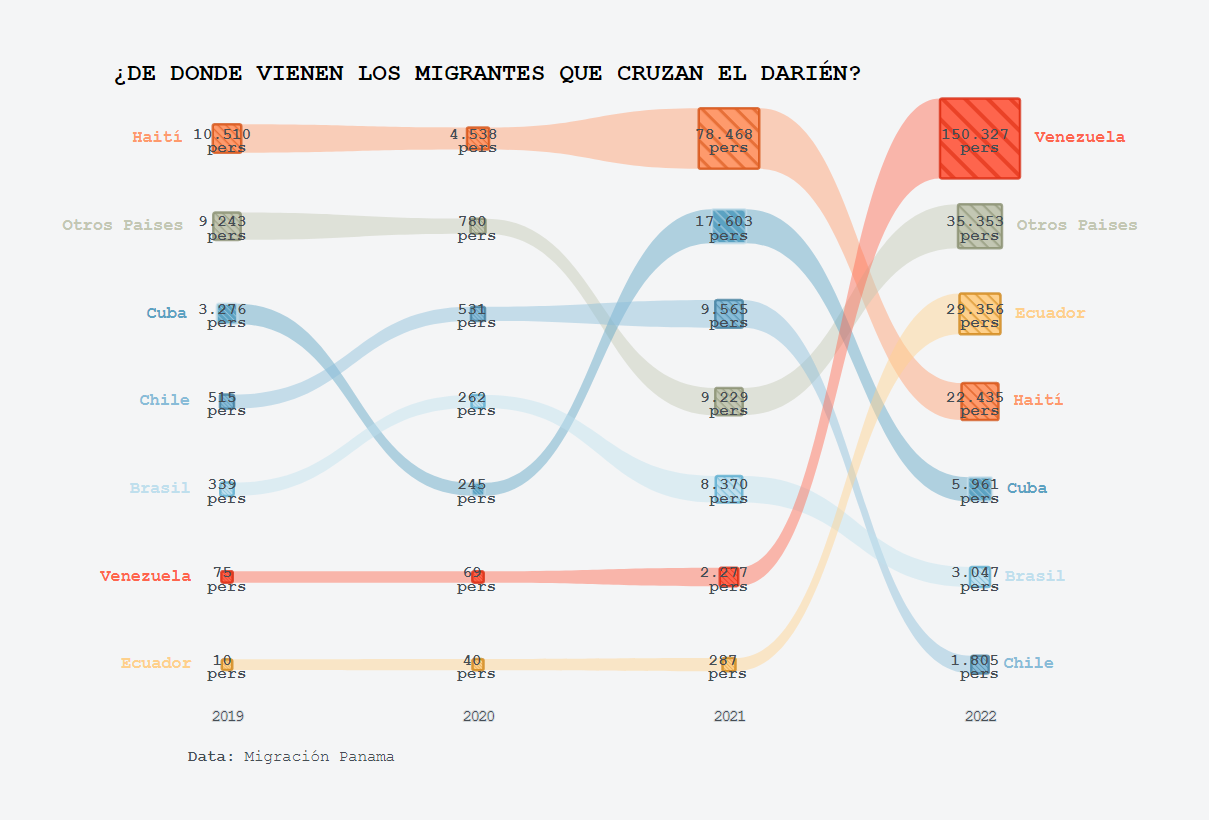 ¿DE DONDE VIENEN LOS MIGRANTES QUE CRUZAN EL DARIÉN?
Haití 10.510 pers 4.538 pers 78.468 pers 150.327 pers Venezuela
Otros Paises 9.243 pers 780 pers 17.603 pers 35.353 pers Otros Paises
Cuba 3.276 pers 531 pers 9.565 pers 29.356 pers Ecuador
Chile 515 pers 262 pers 9.229 pers 22.435 pers Haití
Brasil 339 pers 245 pers 8.370 pers 5.961 pers Cuba
Venezuela 75 pers 69 pers 2.277 pers 3.047 pers Brasil
Ecuador 10 pers 40 pers 287 pers 1.805 pers Chile
2019 2020 2021 2022
Data: Migración Panama